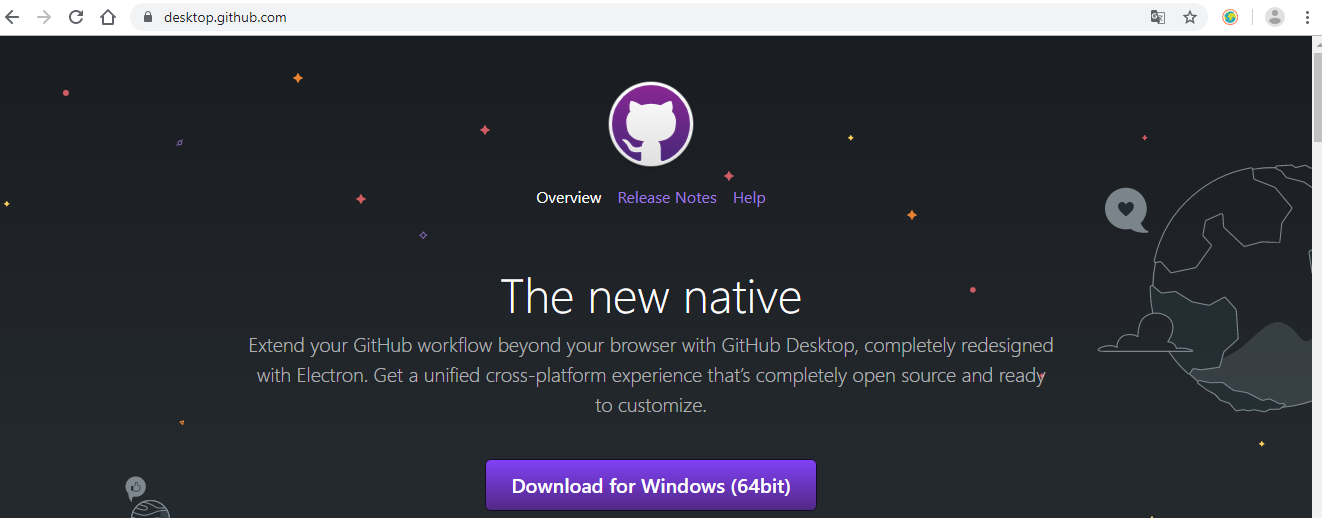 desktop.github.com
Overview Release Notes Help
The new native
Extend your GitHub workflow beyond your browser with GitHub Desktop, completely redesigned
with Electron. Get a unified cross-platform experience that's completely open source and ready
to customize.
Download for Windows (64bit)